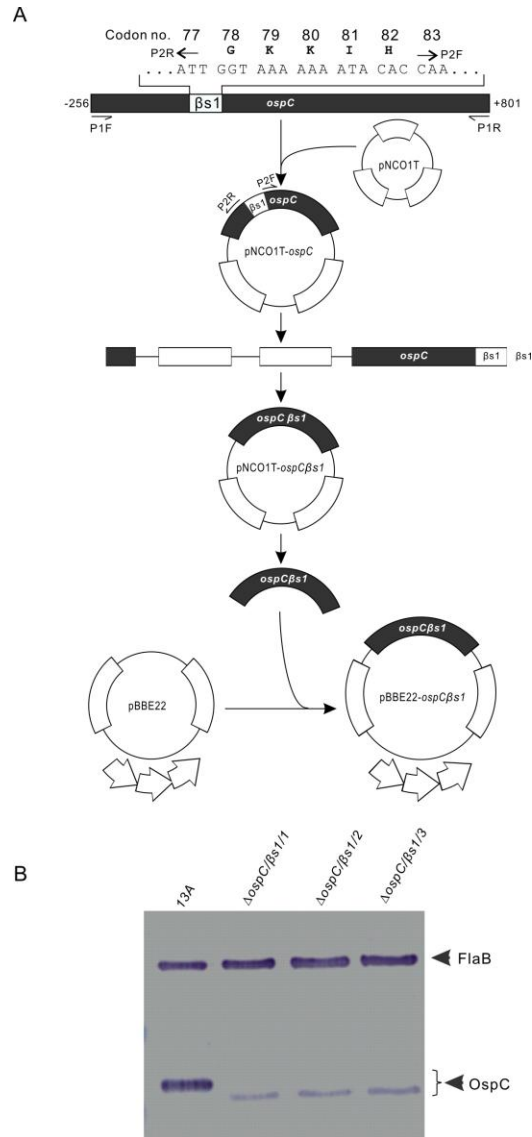 A
Codon no. 77 78 79 80 81 82 83
P2R G K K I H P2F
...ATT GGT AAA AAA ATA CAC CAA...
-256 βs1 ospC +801
P1F P1R
pNCO1T
P2R P2F
βs1 ospC
pNCO1T-ospC
ospC βs1 βs1
ospC βs1
pNCO1T-ospCβs1
ospCβs1
ospCβs1
pBBE22 pBBE22-ospCβs1
B
13A ΔospC/βs1/1 ΔospC/βs1/2 ΔospC/βs1/3
FlaB
OspC